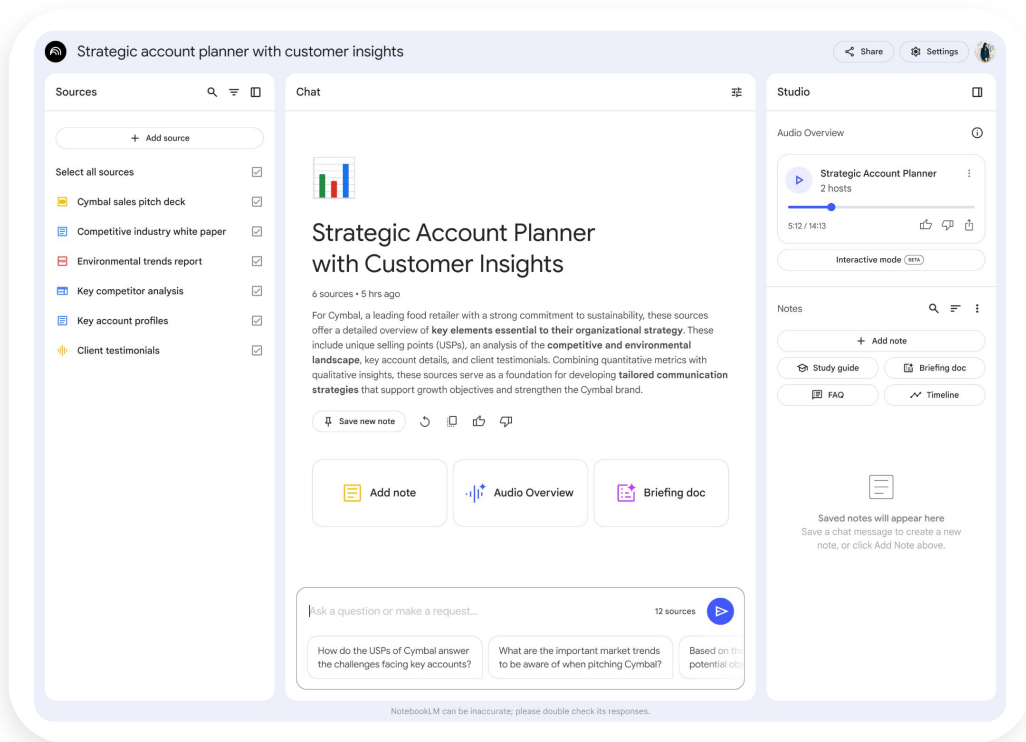 Strategic account planner with customer insights
Share
Settings
Sources
Add source
Select all sources
Cymbal sales pitch deck
Competitive industry white paper
PDF
Environmental trends report
Key competitor analysis
Key account profiles
Client testimonials
Chat
Strategic Account Planner
with Customer Insights
6 sources • 5 hrs ago
For Cymbal, a leading food retailer with a strong commitment to sustainability, these sources
offer a detailed overview of key elements essential to their organizational strategy. These
include unique selling points (USPs), an analysis of the competitive and environmental
landscape, key account details, and client testimonials. Combining quantitative metrics with
qualitative insights, these sources serve as a foundation for developing tailored communication
strategies that support growth objectives and strengthen the Cymbal brand.
Save new note
Add note
Audio Overview
Briefing doc
Ask a question or make a request...
12 sources
How do the USPs of Cymbal answer
the challenges facing key accounts?
What are the important market trends
to be aware of when pitching Cymbal?
Based on the
potential obj
Studio
Audio Overview
Strategic Account Planner
2 hosts
5:12 / 14:13
Interactive mode BETA
Notes
Add note
Study guide
Briefing doc
FAQ
Timeline
Saved notes will appear here
Save a chat message to create a new
note, or click Add Note above.
NotebookLM can be inaccurate; please double check its responses.